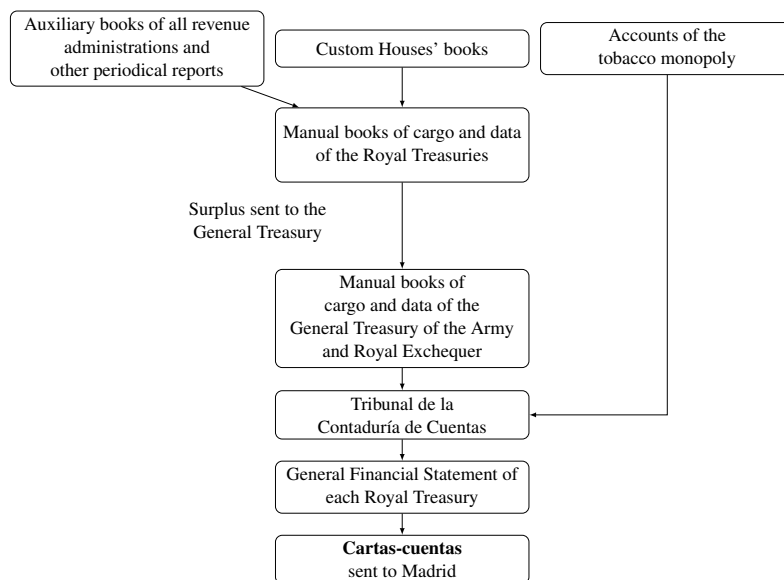 Auxiliary books of all revenue
administrations and
other periodical reports
Custom Houses’ books
Accounts of the
tobacco monopoly
Manual books of cargo and data
of the Royal Treasuries
Surplus sent to the
General Treasury
Manual books of
cargo and data of the
General Treasury of the Army
and Royal Exchequer
Tribunal de la
Contaduría de Cuentas
General Financial Statement of
each Royal Treasury
Cartas-cuentas
sent to Madrid